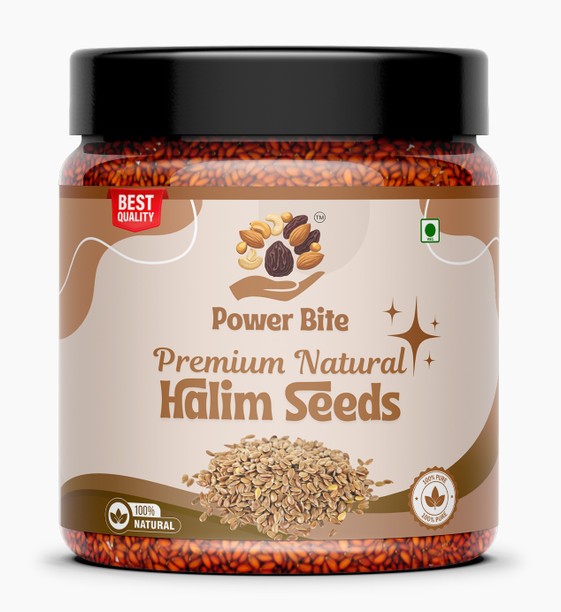 BEST
QUALITY
TM
Power Bite
Premium Natural
Halim Seeds
100%
NATURAL
100% PURE
100% PURE